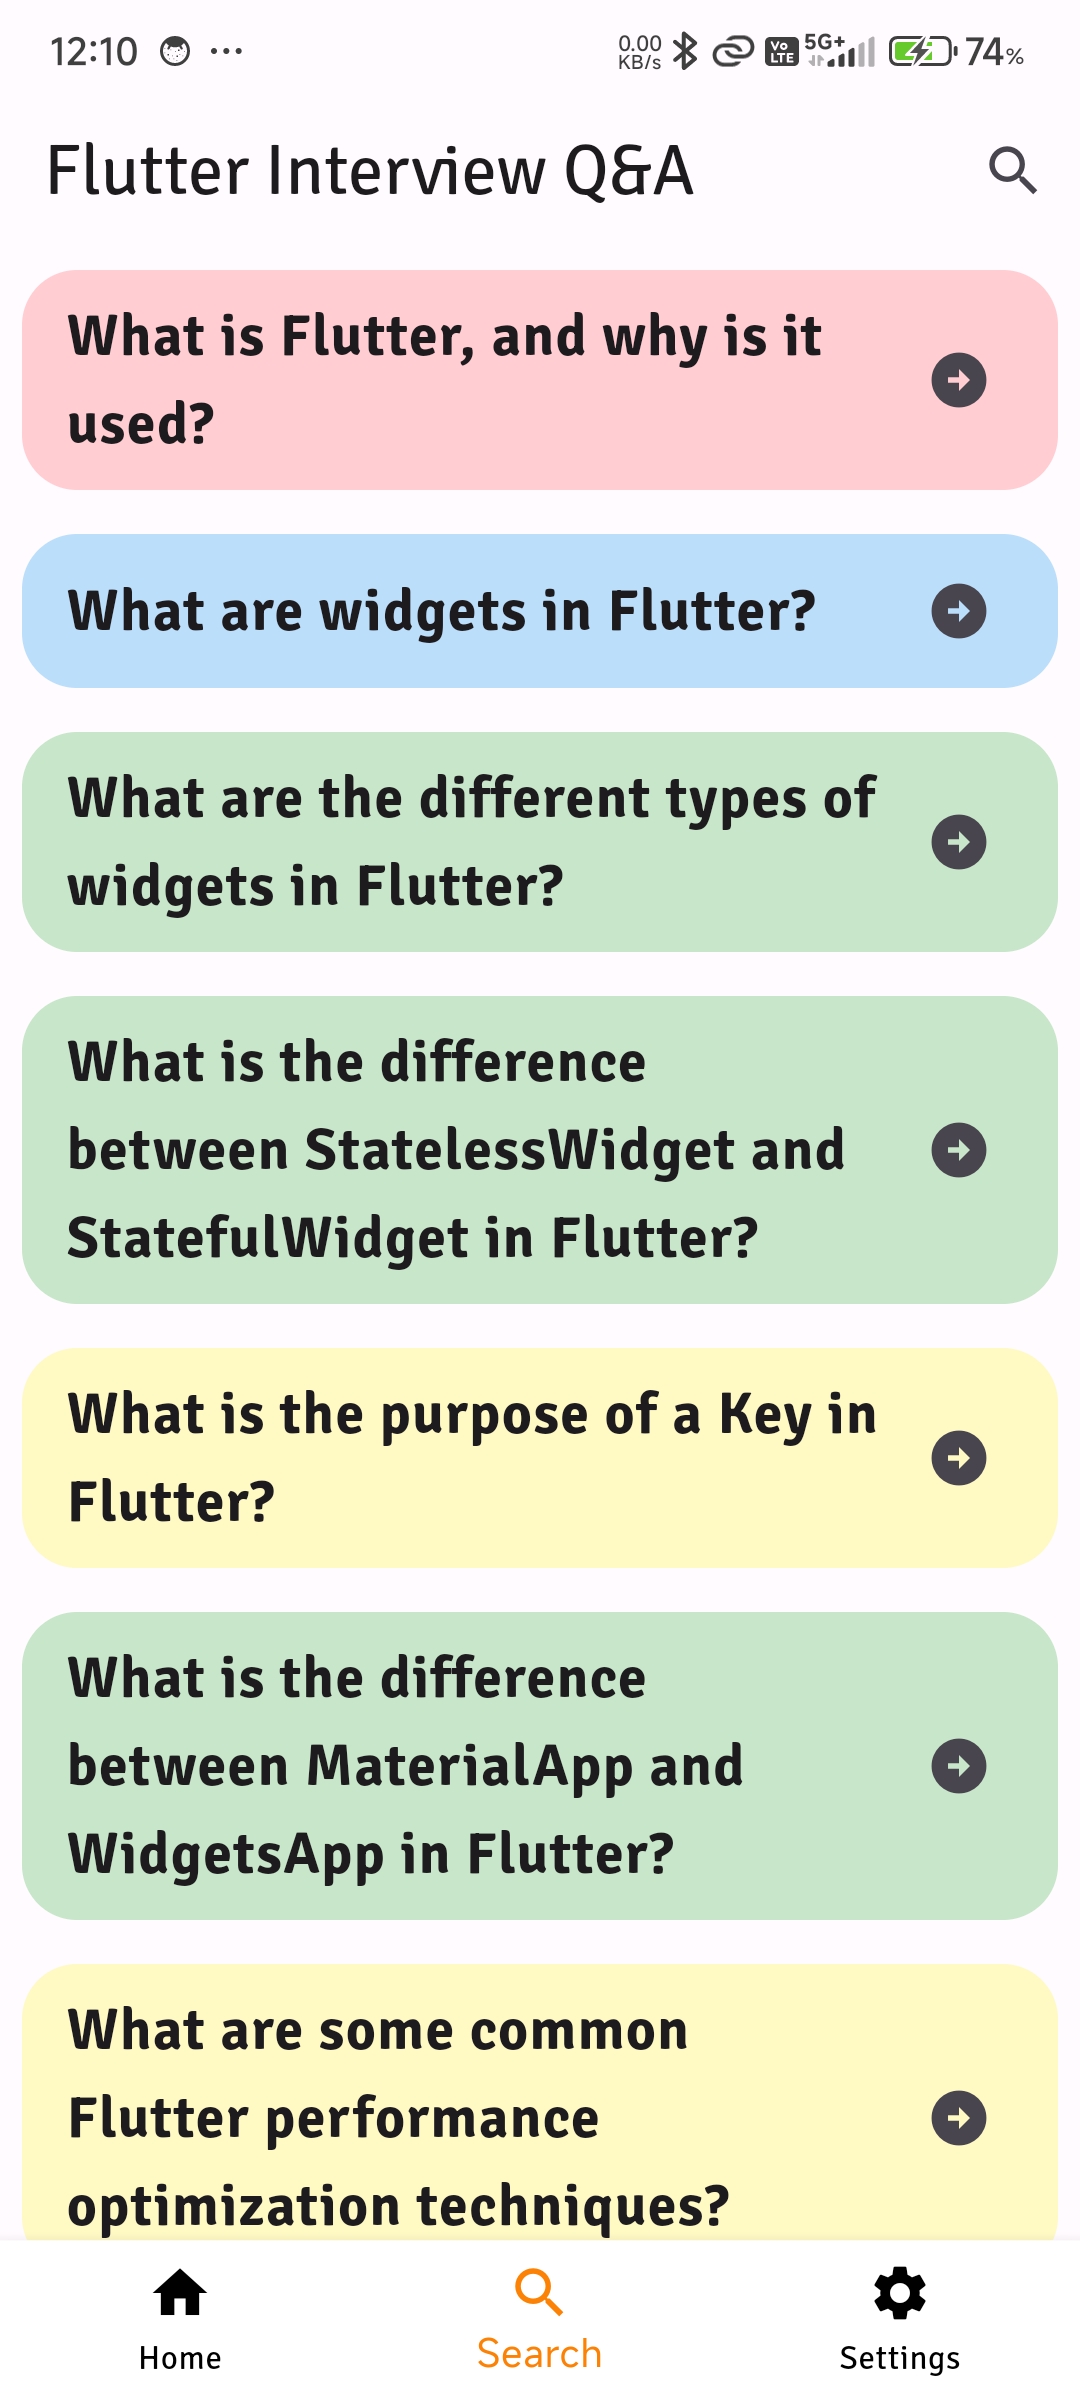 12:10
0.00
KB/s
Vo
LTE
5G+
74%
Flutter Interview Q&A
What is Flutter, and why is it
used?
What are widgets in Flutter?
What are the different types of
widgets in Flutter?
What is the difference
between StatelessWidget and
StatefulWidget in Flutter?
What is the purpose of a Key in
Flutter?
What is the difference
between MaterialApp and
WidgetsApp in Flutter?
What are some common
Flutter performance
optimization techniques?
Home
Search
Settings